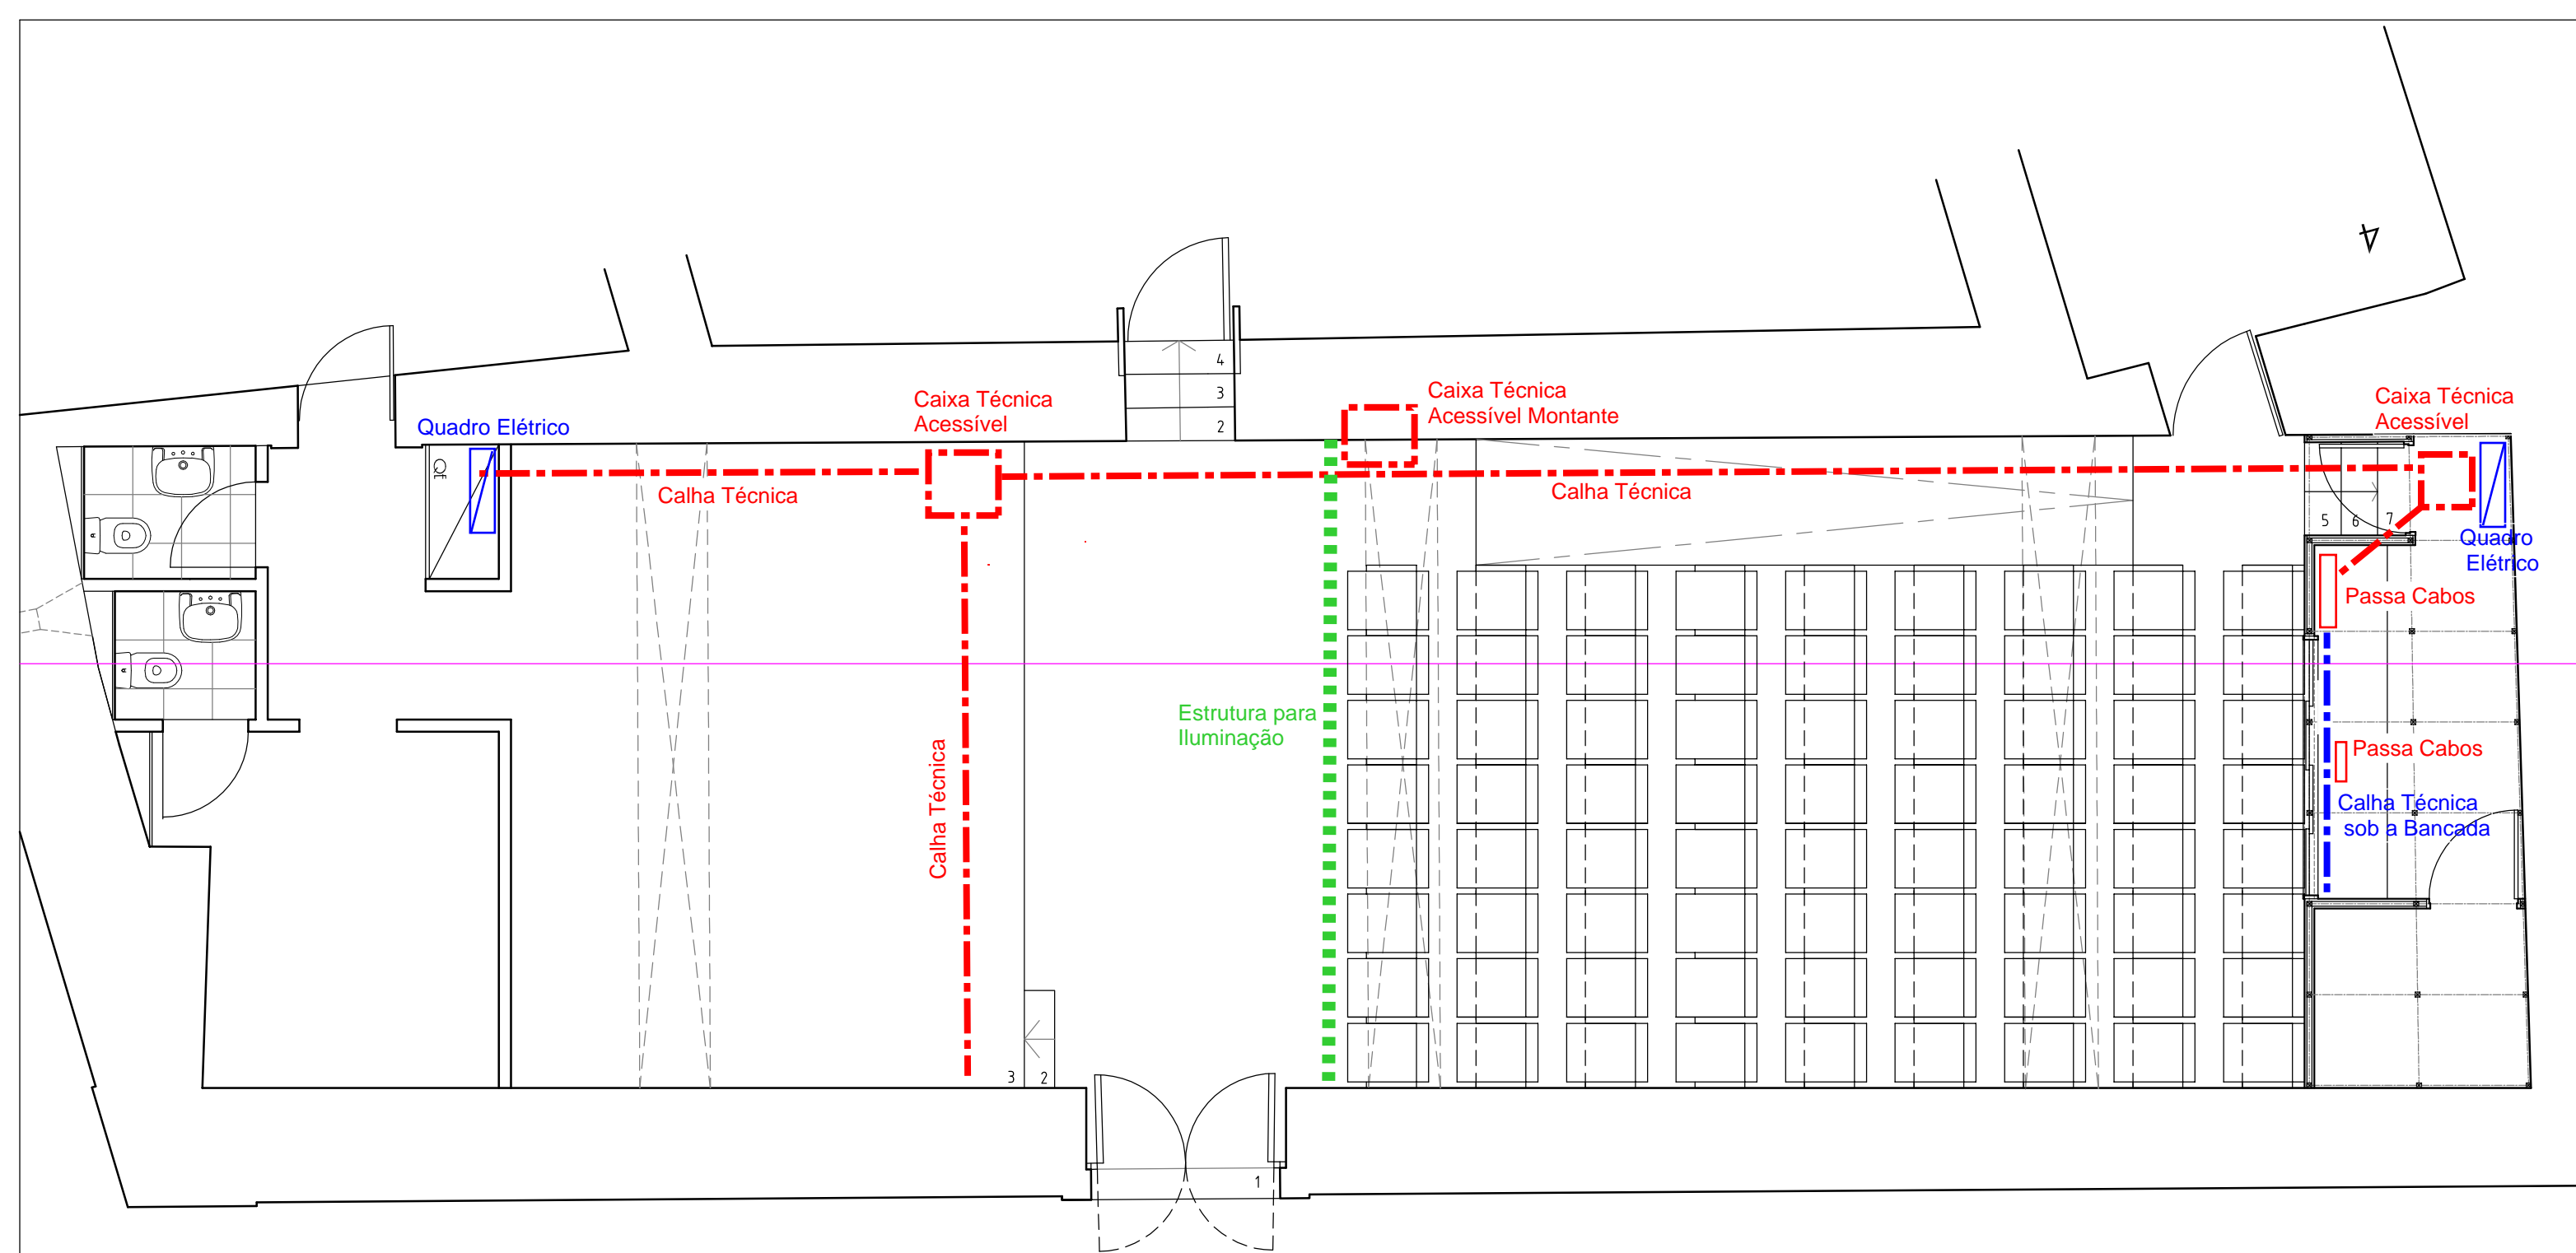 4
4
3
2
Caixa Técnica
Acessível
Caixa Técnica
Acessível Montante
Caixa Técnica
Acessível
Quadro Elétrico
QE
Calha Técnica
Calha Técnica
5 6 7
Quadro
Elétrico
Passa Cabos
Estrutura para
Iluminação
Calha Técnica
Passa Cabos
Calha Técnica
sob a Bancada
3 2
1